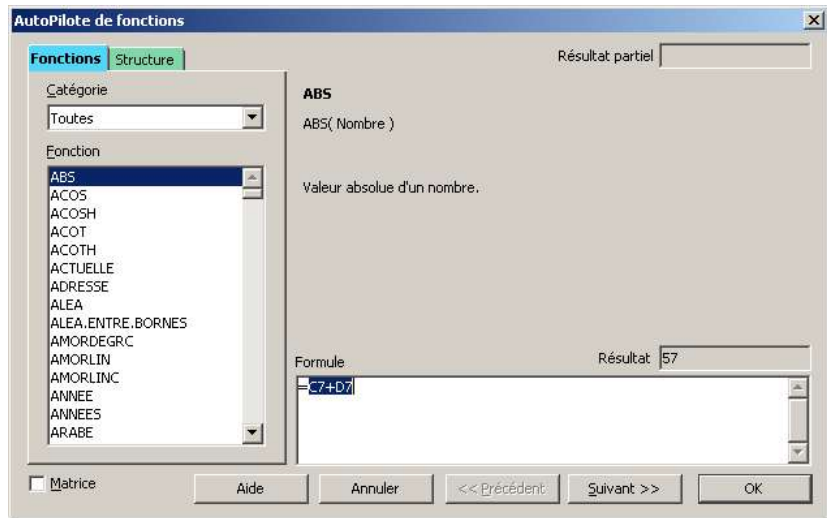 AutoPilote de fonctions
Fonctions Structure
Résultat partiel
Catégorie
Toutes
Fonction
ABS
ACOS
ACOSH
ACOT
ACOTH
ACTUELLE
ADRESSE
ALEA
ALEA.ENTRE.BORNES
AMORDEGRC
AMORLIN
AMORLINC
ANNEE
ANNEES
ARABE
ABS
ABS( Nombre )
Valeur absolue d'un nombre.
Formule
Résultat 57
=C7+D7
Matrice
Aide
Annuler
<< Précédent
Suivant >>
OK